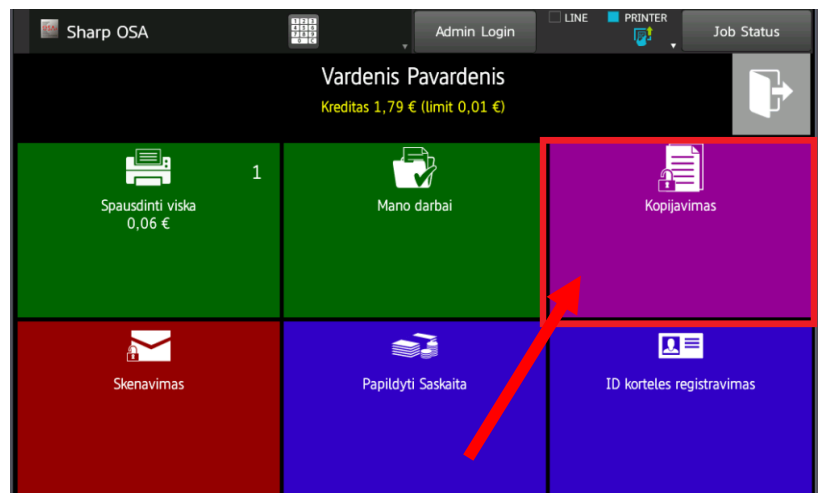 Sharp OSA
Admin Login
LINE
PRINTER
Job Status
Vardenis Pavardenis
Kreditas 1,79 € (limit 0,01 €)
1
Spausdinti viska
0,06 €
Mano darbai
Kopijavimas
Skenavimas
Papildyti Saskaita
ID korteles registravimas